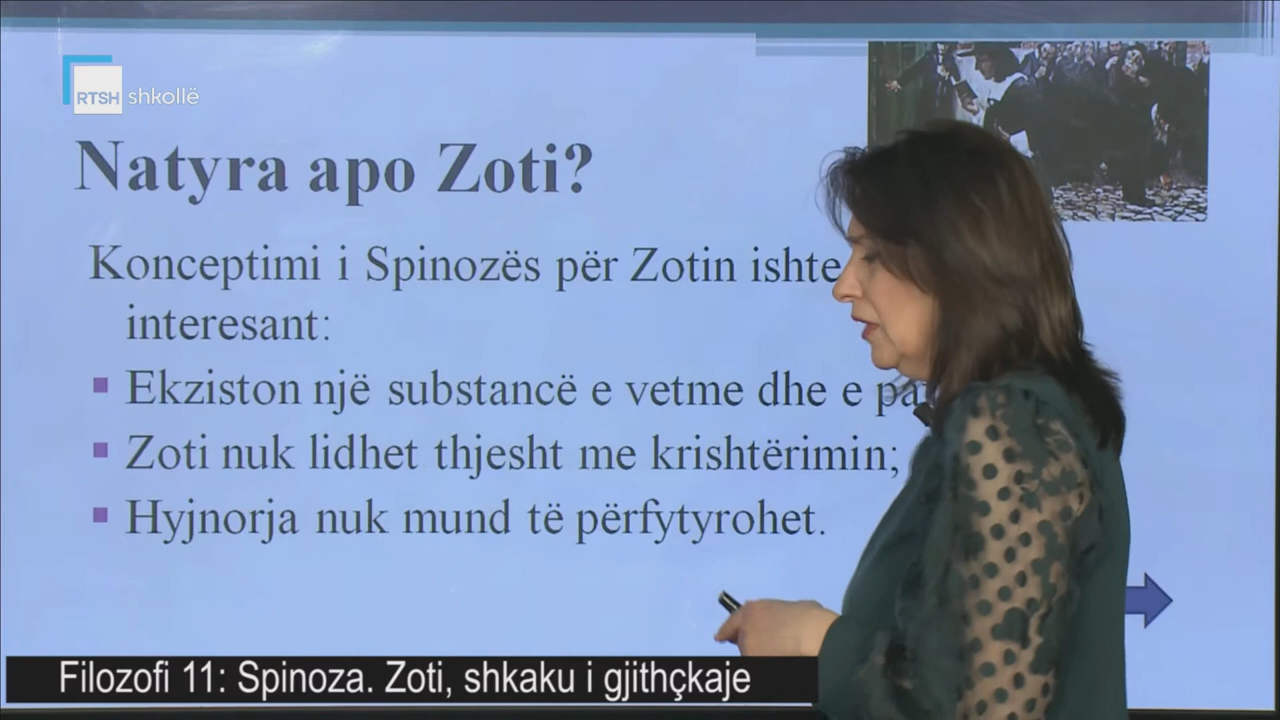 RTSH shkollë
Natyra apo Zoti?
Konceptimi i Spinozës për Zotin ishte
interesant:
Ekziston një substancë e vetme dhe e
Zoti nuk lidhet thjesht me krishtërimin;
Hyjnorja nuk mund të përfytyrohet.
Filozofi 11: Spinoza. Zoti, shkaku i gjithçkaje